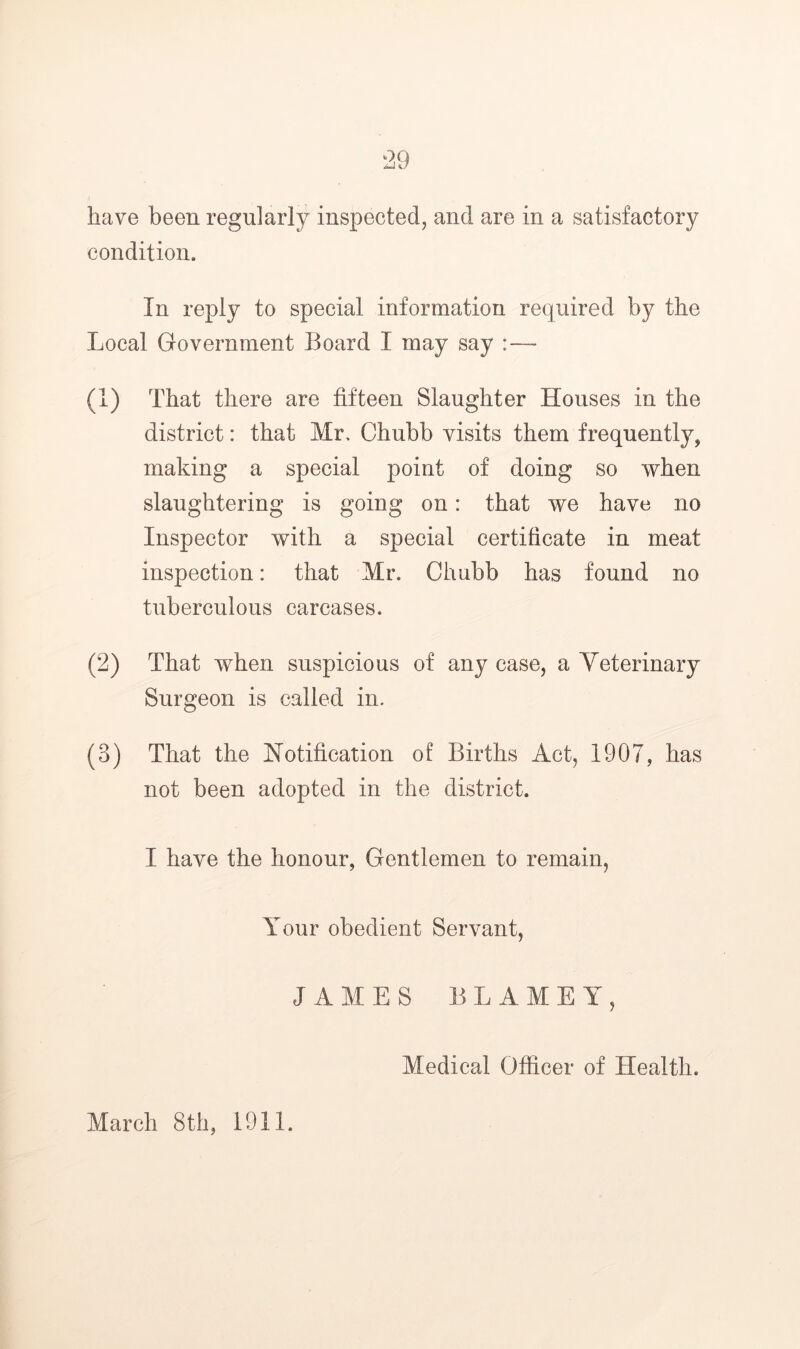 29
have been regularly inspected, and are in a satisfactory
condition.
In reply to special information required by the
Local Government Board I may say :—
(1) That there are fifteen Slaughter Houses in the
district: that Mr. Chubb visits them frequently,
making a special point of doing so when
slaughtering is going on: that we have no
Inspector with a special certificate in meat
inspection: that Mr. Chubb has found no
tuberculous carcases.
(2) That when suspicious of any case, a Veterinary
Surgeon is called in.
(3) That the Notification of Births Act, 1907, has
not been adopted in the district.
I have the honour, Gentlemen to remain,
Your obedient Servant,
JAMES BLAMEY,
Medical Officer of Health.
March 8th, 1911.